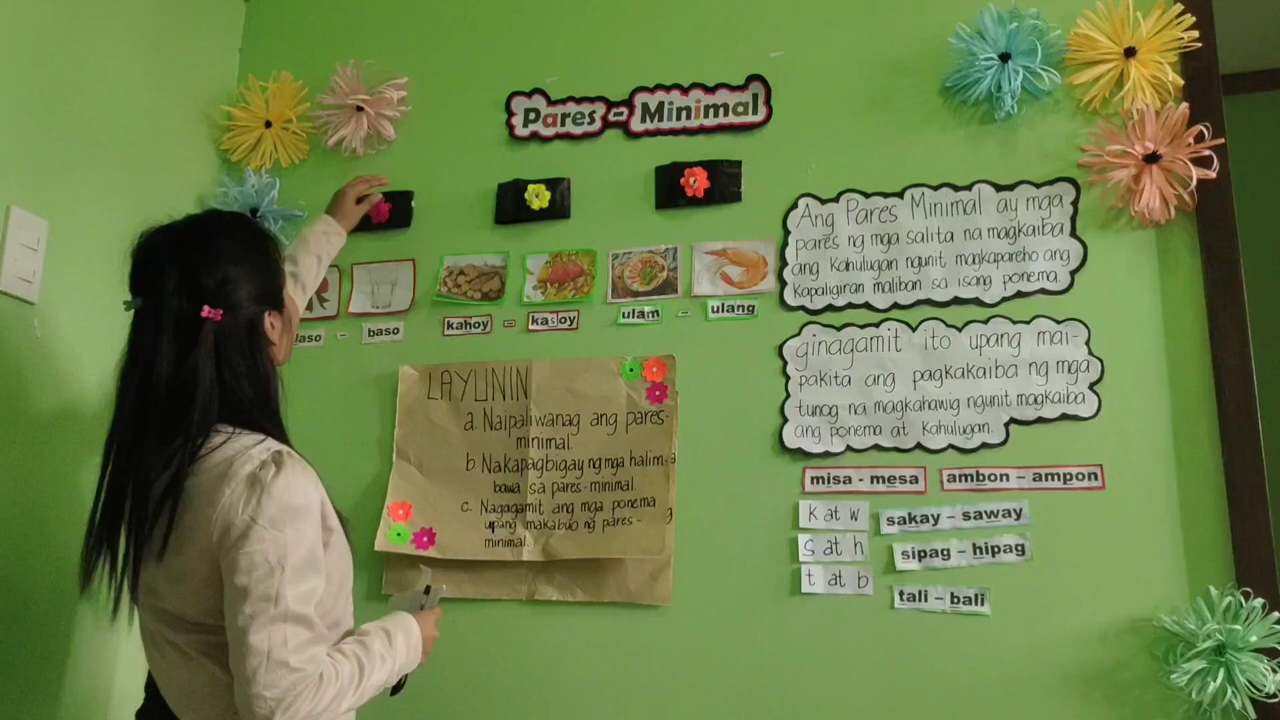 Pares - Minimal
laso - baso
kahoy - kasoy
ulam - ulang
LAYUNIN
a. Naipaliwanag ang pares-
minimal.
b. Nakapagbigay ng mga halim-
bawa sa pares-minimal.
c. Nagagamit ang mga ponema
upang makabuo ng pares-
minimal.
Ang Pares Minimal ay mga
pares ng mga salita na magkaiba
ang kahulugan ngunit magkapareho ang
kapaligiran maliban sa isang ponema.
ginagamit ito upang mai-
pakita ang pagkakaiba ng mga
tunog na magkahawig ngunit magkaiba
ang ponema at kahulugan.
misa - mesa
ambon - ampon
k at w
sakay - saway
s at h
sipag - hipag
t at b
tali - bali